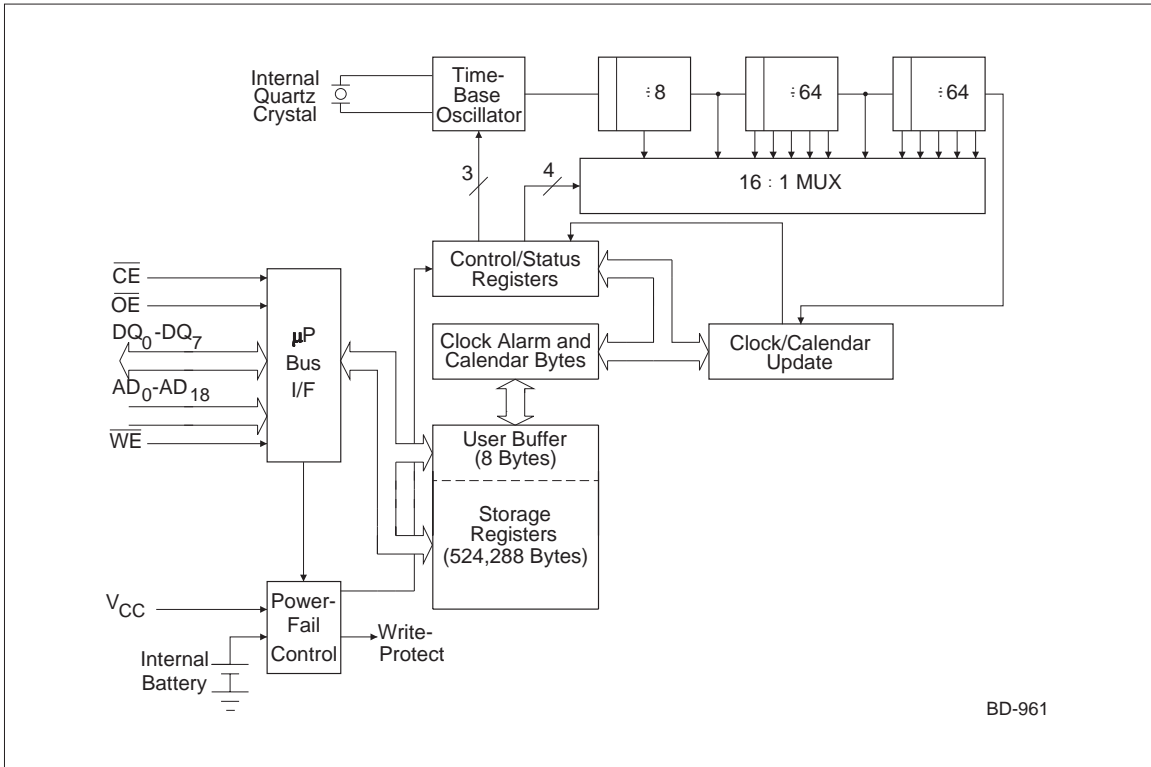 Internal
Quartz
Crystal
Time-
Base
Oscillator
÷8
÷64
÷64
3
4
16 : 1 MUX
CE
OE
DQ0-DQ7
AD0-AD18
WE
µP
Bus
I/F
Control/Status
Registers
Clock Alarm and
Calendar Bytes
Clock/Calendar
Update
User Buffer
(8 Bytes)
Storage
Registers
(524,288 Bytes)
VCC
Power-
Fail
Control
Write-
Protect
Internal
Battery
BD-961